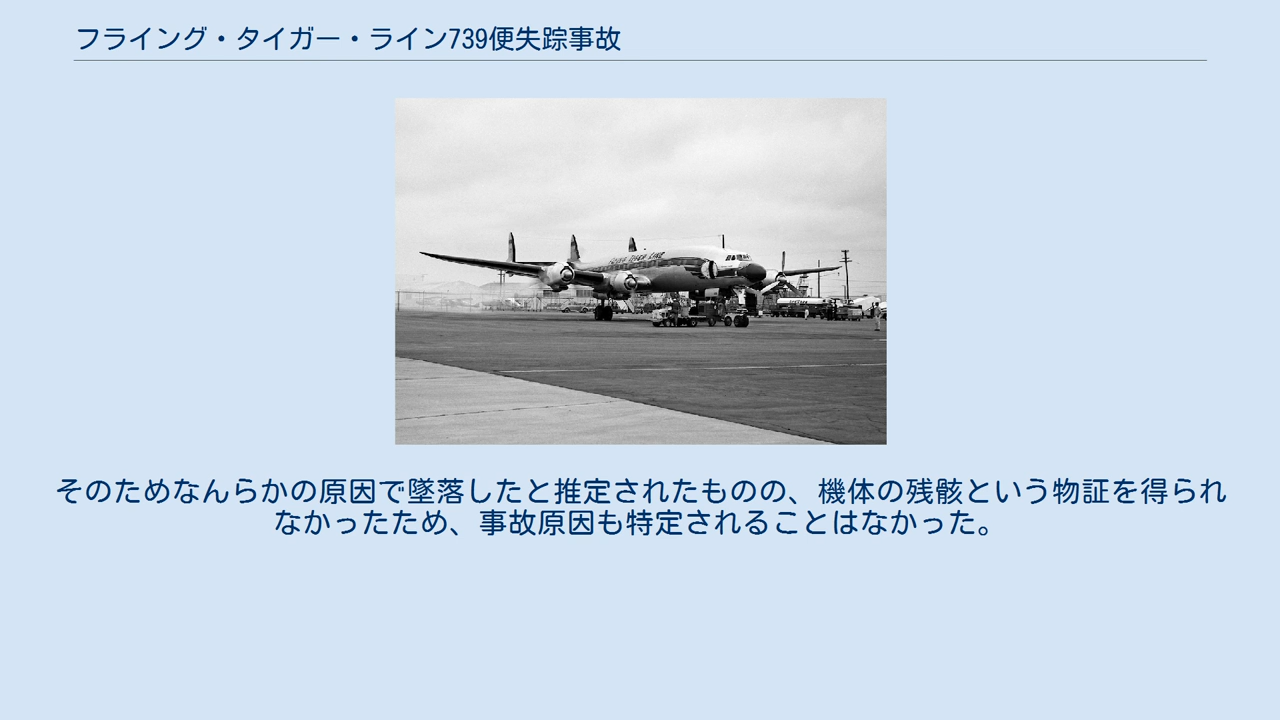 フライング・タイガー・ライン739便失踪事故
FLYING TIGER LINE
そのためなんらかの原因で墜落したと推定されたものの、機体の残骸という物証を得られ
なかったため、事故原因も特定されることはなかった。